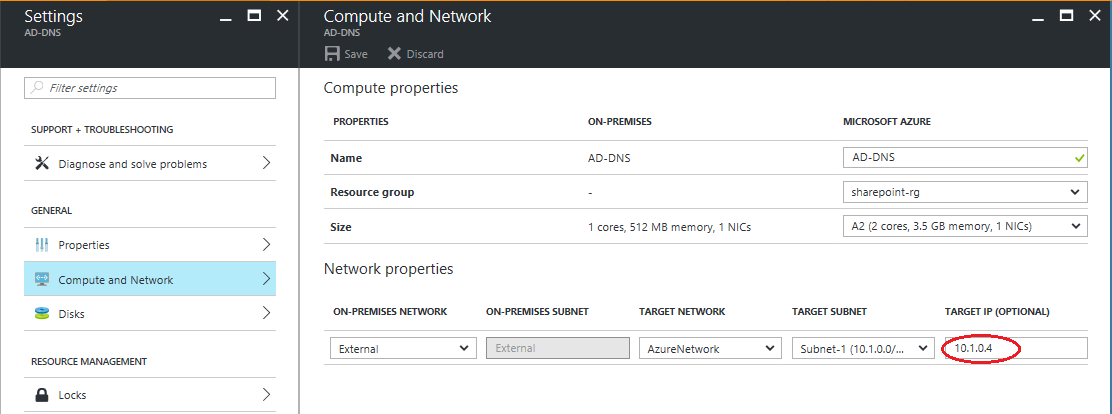 Settings
AD-DNS
Filter settings
SUPPORT + TROUBLESHOOTING
Diagnose and solve problems
GENERAL
Properties
Compute and Network
Disks
RESOURCE MANAGEMENT
Locks
Compute and Network
AD-DNS
Save Discard
Compute properties
PROPERTIES ON-PREMISES MICROSOFT AZURE
Name AD-DNS AD-DNS
Resource group - sharepoint-rg
Size 1 cores, 512 MB memory, 1 NICs A2 (2 cores, 3.5 GB memory, 1 NICs)
Network properties
ON-PREMISES NETWORK ON-PREMISES SUBNET TARGET NETWORK TARGET SUBNET TARGET IP (OPTIONAL)
External External AzureNetwork Subnet-1 (10.1.0.0/... 10.1.0.4